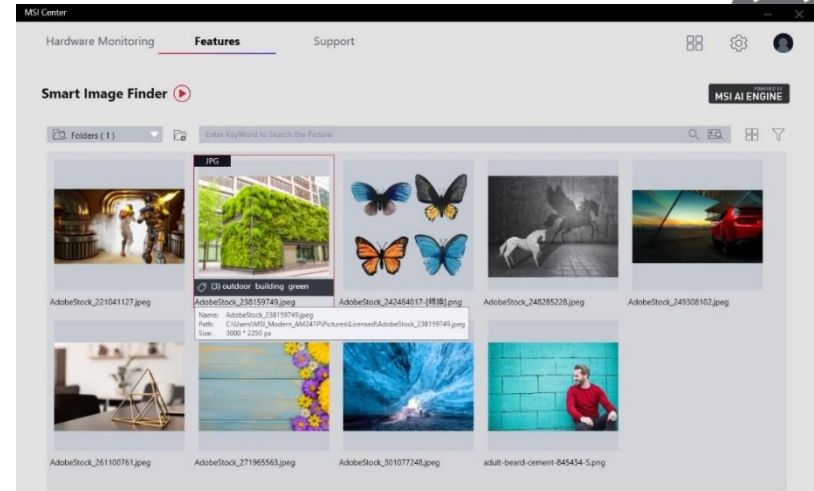 MSI Center
Hardware Monitoring Features Support
Smart Image Finder
POWERED BY
MSI AI ENGINE
Folders ( 1 ) Enter KeyWord to Search the Picture
JPG
(3) outdoor building green
AdobeStock_221041127.jpeg AdobeStock_238159749.jpeg AdobeStock_242484017-[轉換].png AdobeStock_248285228.jpeg AdobeStock_249308102.jpeg
Name: AdobeStock_238159749.jpeg
Path: C:\Users\MSI_Modern_AM241P\Pictures\Licensed\AdobeStock_238159749.jpeg
Size: 3000 * 2250 px
AdobeStock_261100761.jpeg AdobeStock_271965563.jpeg AdobeStock_301077248.jpeg adult-beard-cement-845434-S.png